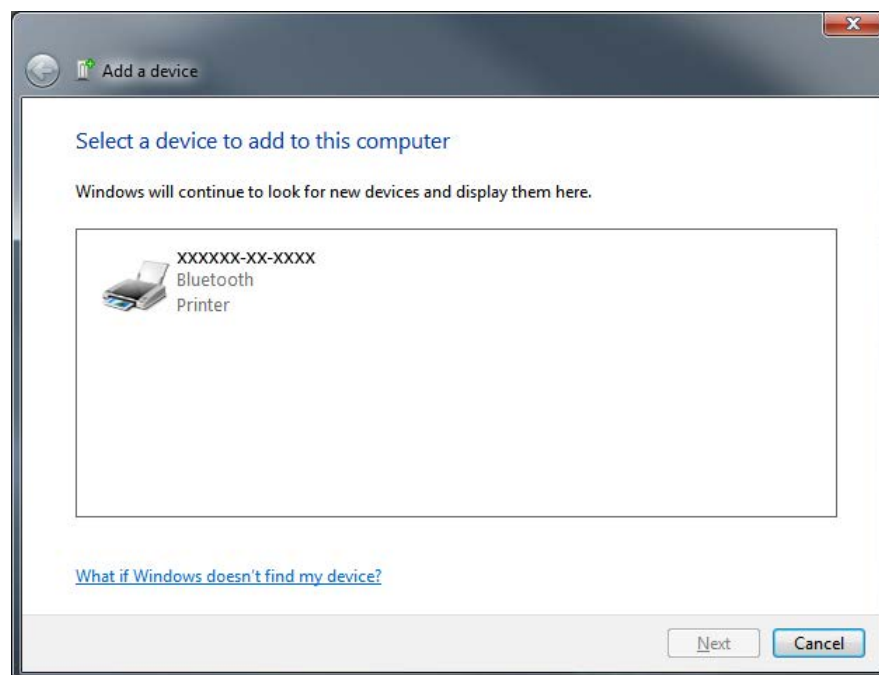 Add a device
Select a device to add to this computer
Windows will continue to look for new devices and display them here.
XXXXXX-XX-XXXX
Bluetooth
Printer
What if Windows doesn't find my device?
Next
Cancel